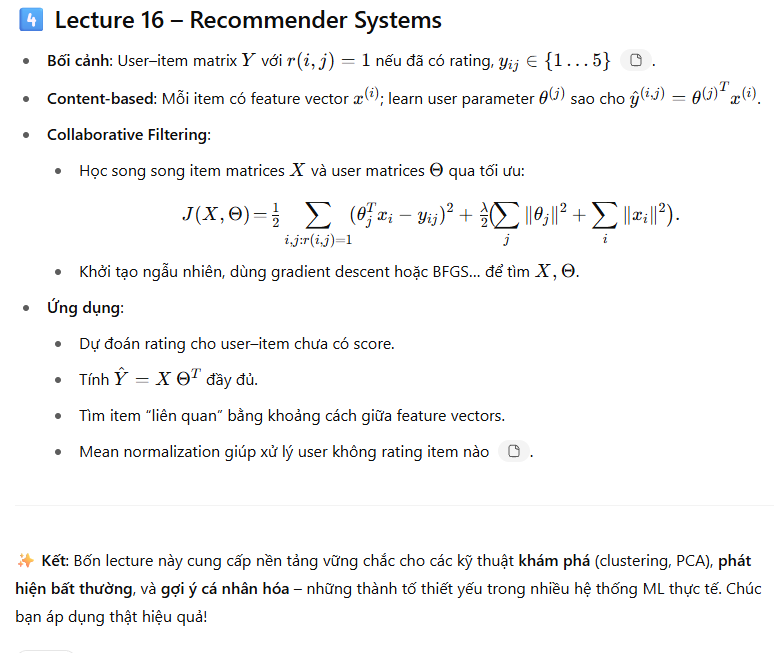 4 Lecture 16 – Recommender Systems
• Bối cảnh: User–item matrix Y với r(i, j) = 1 nếu đã có rating, y_{ij} ∈ {1 … 5} .
• Content-based: Mỗi item có feature vector x^{(i)}; learn user parameter θ^{(j)} sao cho ŷ^{(i,j)} = θ^{(j)^T} x^{(i)}.
• Collaborative Filtering:
• Học song song item matrices X và user matrices Θ qua tối ưu:
J(X, Θ) = ½ ∑_{i,j:r(i,j)=1} (θ_j^T x_i − y_{ij})² + λ/2 (∑_j ‖θ_j‖² + ∑_i ‖x_i‖²).
• Khởi tạo ngẫu nhiên, dùng gradient descent hoặc BFGS... để tìm X, Θ.
• Ứng dụng:
• Dự đoán rating cho user–item chưa có score.
• Tính Ŷ = X Θ^T đầy đủ.
• Tìm item “liên quan” bằng khoảng cách giữa feature vectors.
• Mean normalization giúp xử lý user không rating item nào .
✨ Kết: Bốn lecture này cung cấp nền tảng vững chắc cho các kỹ thuật khám phá (clustering, PCA), phát
hiện bất thường, và gợi ý cá nhân hóa – những thành tố thiết yếu trong nhiều hệ thống ML thực tế. Chúc
bạn áp dụng thật hiệu quả!